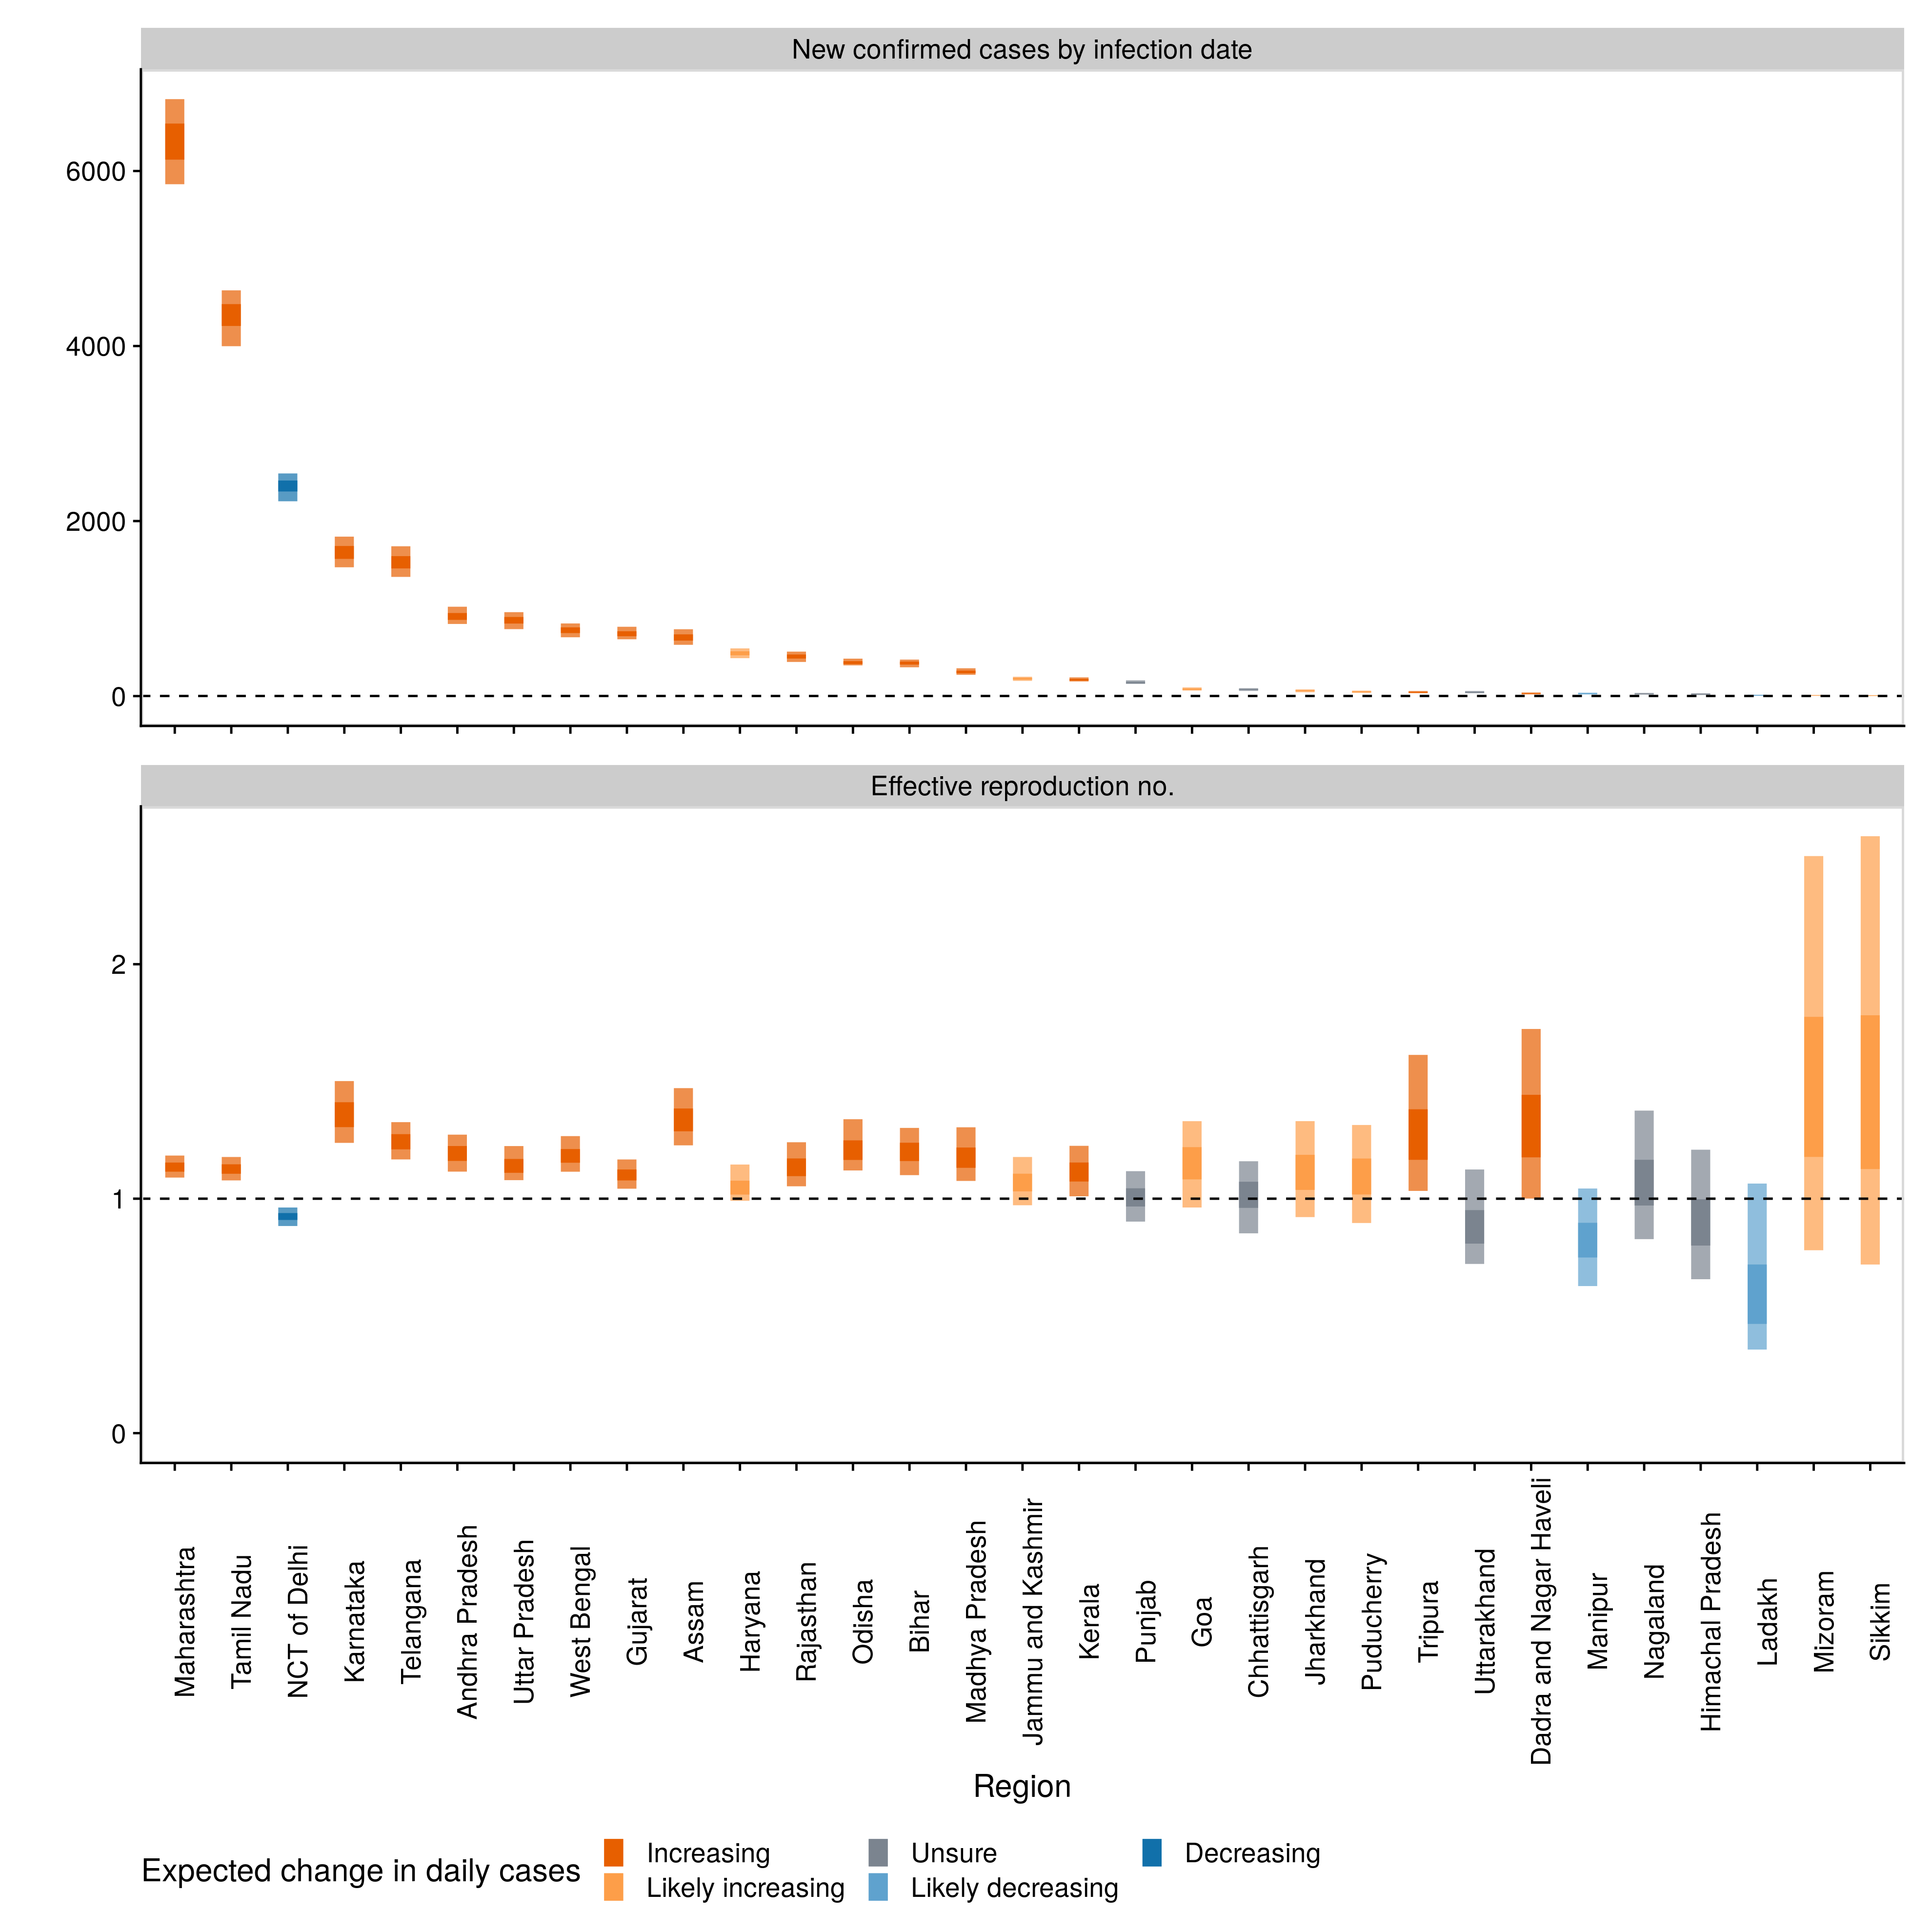 New confirmed cases by infection date
6000
4000
2000
0
Effective reproduction no.
2
1
0
Maharashtra
Tamil Nadu
NCT of Delhi
Karnataka
Telangana
Andhra Pradesh
Uttar Pradesh
West Bengal
Gujarat
Assam
Haryana
Rajasthan
Odisha
Bihar
Madhya Pradesh
Jammu and Kashmir
Kerala
Punjab
Goa
Chhattisgarh
Jharkhand
Puducherry
Tripura
Uttarakhand
Dadra and Nagar Haveli
Manipur
Nagaland
Himachal Pradesh
Ladakh
Mizoram
Sikkim
Region
Expected change in daily cases
Increasing
Likely increasing
Unsure
Likely decreasing
Decreasing